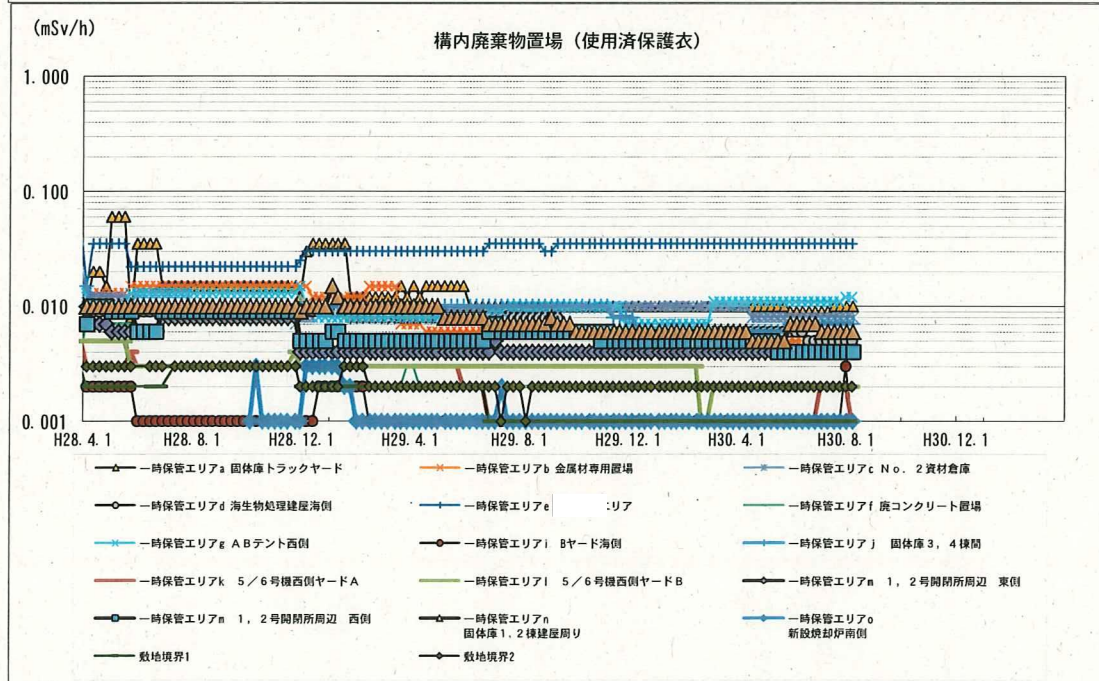 (mSv/h)
構内廃棄物置場（使用済保護衣）
1.000
0.100
0.010
0.001
H28.4.1 H28.8.1 H28.12.1 H29.4.1 H29.8.1 H29.12.1 H30.4.1 H30.8.1 H30.12.1
一時保管エリアa 固体庫トラックヤード
一時保管エリアb 金属材専用置場
一時保管エリアc No．2資材倉庫
一時保管エリアd 海生物処理建屋海側
一時保管エリアe エリア
一時保管エリアf 廃コンクリート置場
一時保管エリアg ABテント西側
一時保管エリアi Bヤード海側
一時保管エリアj 固体庫3，4棟間
一時保管エリアk 5／6号機西側ヤードA
一時保管エリアl 5／6号機西側ヤードB
一時保管エリアm 1，2号開閉所周辺 東側
一時保管エリアm 1，2号開閉所周辺 西側
一時保管エリアn
固体庫1.2棟建屋周り
一時保管エリアo
新設焼却炉南側
敷地境界1
敷地境界2